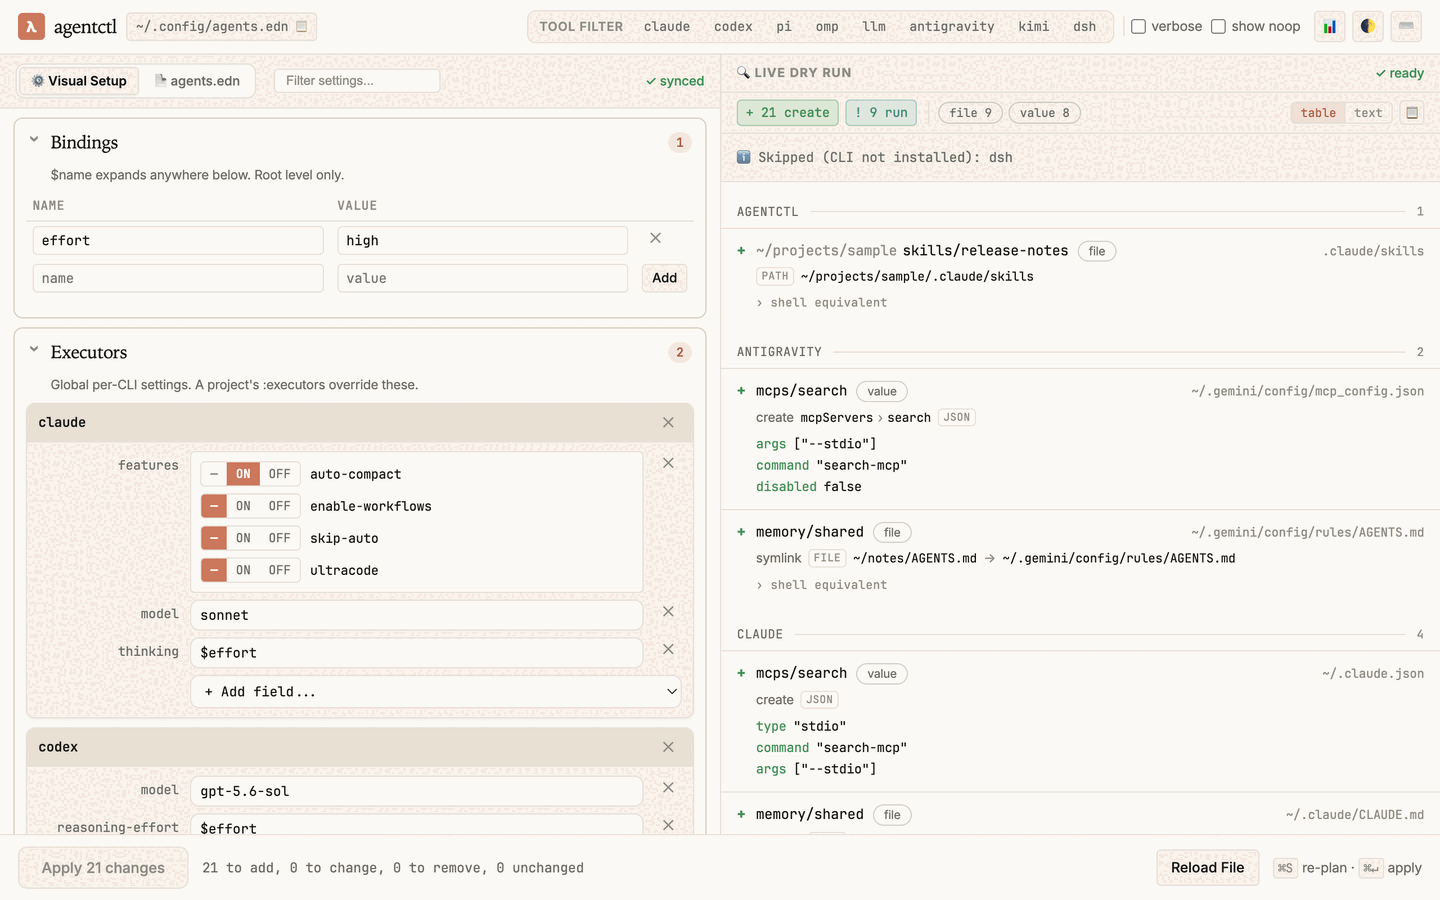 λ agentctl ~/.config/agents.edn
TOOL FILTER claude codex pi omp llm antigravity kimi dsh
verbose show noop
Visual Setup agents.edn Filter settings... ✓ synced
Bindings 1
$name expands anywhere below. Root level only.
NAME VALUE
effort high
name value Add
Executors 2
Global per-CLI settings. A project's :executors override these.
claude
features
– ON OFF auto-compact
– ON OFF enable-workflows
– ON OFF skip-auto
– ON OFF ultracode
model sonnet
thinking $effort
+ Add field...
codex
model gpt-5.6-sol
reasoning-effort $effort
LIVE DRY RUN ✓ ready
+ 21 create ! 9 run file 9 value 8 table text
Skipped (CLI not installed): dsh
AGENTCTL 1
+ ~/projects/sample skills/release-notes file .claude/skills
PATH ~/projects/sample/.claude/skills
› shell equivalent
ANTIGRAVITY 2
+ mcps/search value ~/.gemini/config/mcp_config.json
create mcpServers › search JSON
args ["--stdio"]
command "search-mcp"
disabled false
+ memory/shared file ~/.gemini/config/rules/AGENTS.md
symlink FILE ~/notes/AGENTS.md → ~/.gemini/config/rules/AGENTS.md
› shell equivalent
CLAUDE 4
+ mcps/search value ~/.claude.json
create JSON
type "stdio"
command "search-mcp"
args ["--stdio"]
+ memory/shared file ~/.claude/CLAUDE.md
Apply 21 changes 21 to add, 0 to change, 0 to remove, 0 unchanged
Reload File ⌘S re-plan · ⌘↵ apply